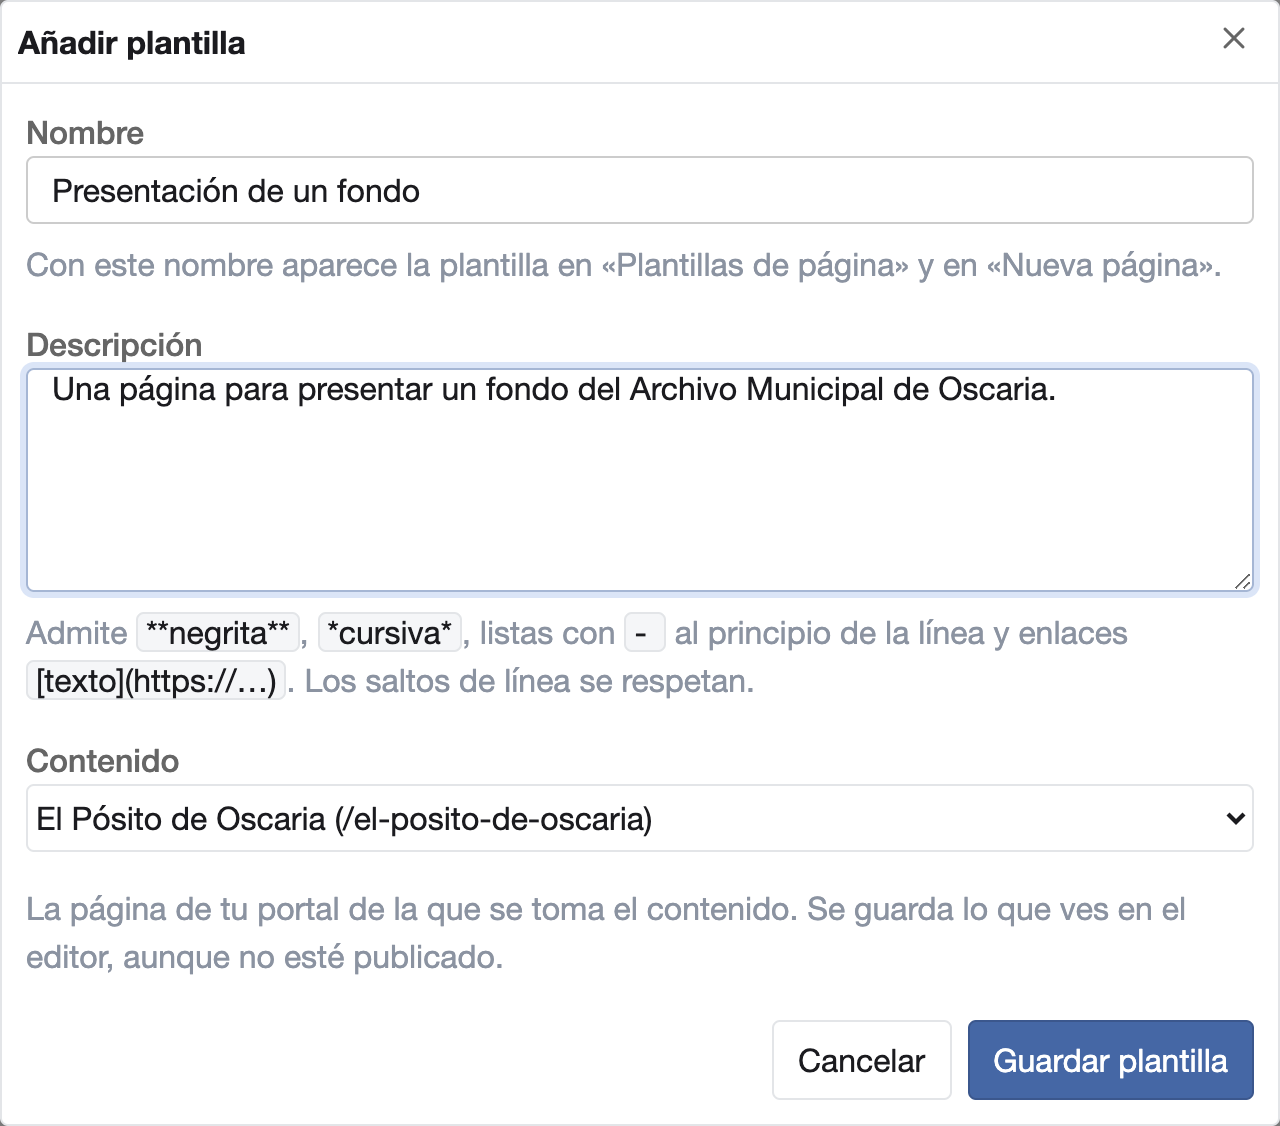 Añadir plantilla
Nombre
Presentación de un fondo
Con este nombre aparece la plantilla en «Plantillas de página» y en «Nueva página».
Descripción
Una página para presentar un fondo del Archivo Municipal de Oscaria.
Admite **negrita**, *cursiva*, listas con - al principio de la línea y enlaces
[texto](https://…). Los saltos de línea se respetan.
Contenido
El Pósito de Oscaria (/el-posito-de-oscaria)
La página de tu portal de la que se toma el contenido. Se guarda lo que ves en el
editor, aunque no esté publicado.
Cancelar
Guardar plantilla